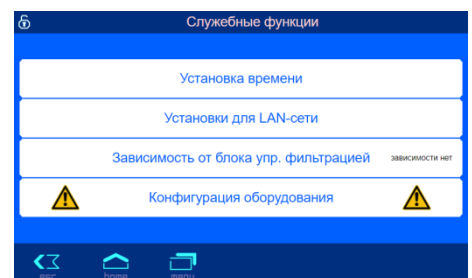 Служебные функции
Установка времени
Установки для LAN-сети
Зависимость от блока упр. фильтрацией зависимости нет
Конфигурация оборудования
esc home menu